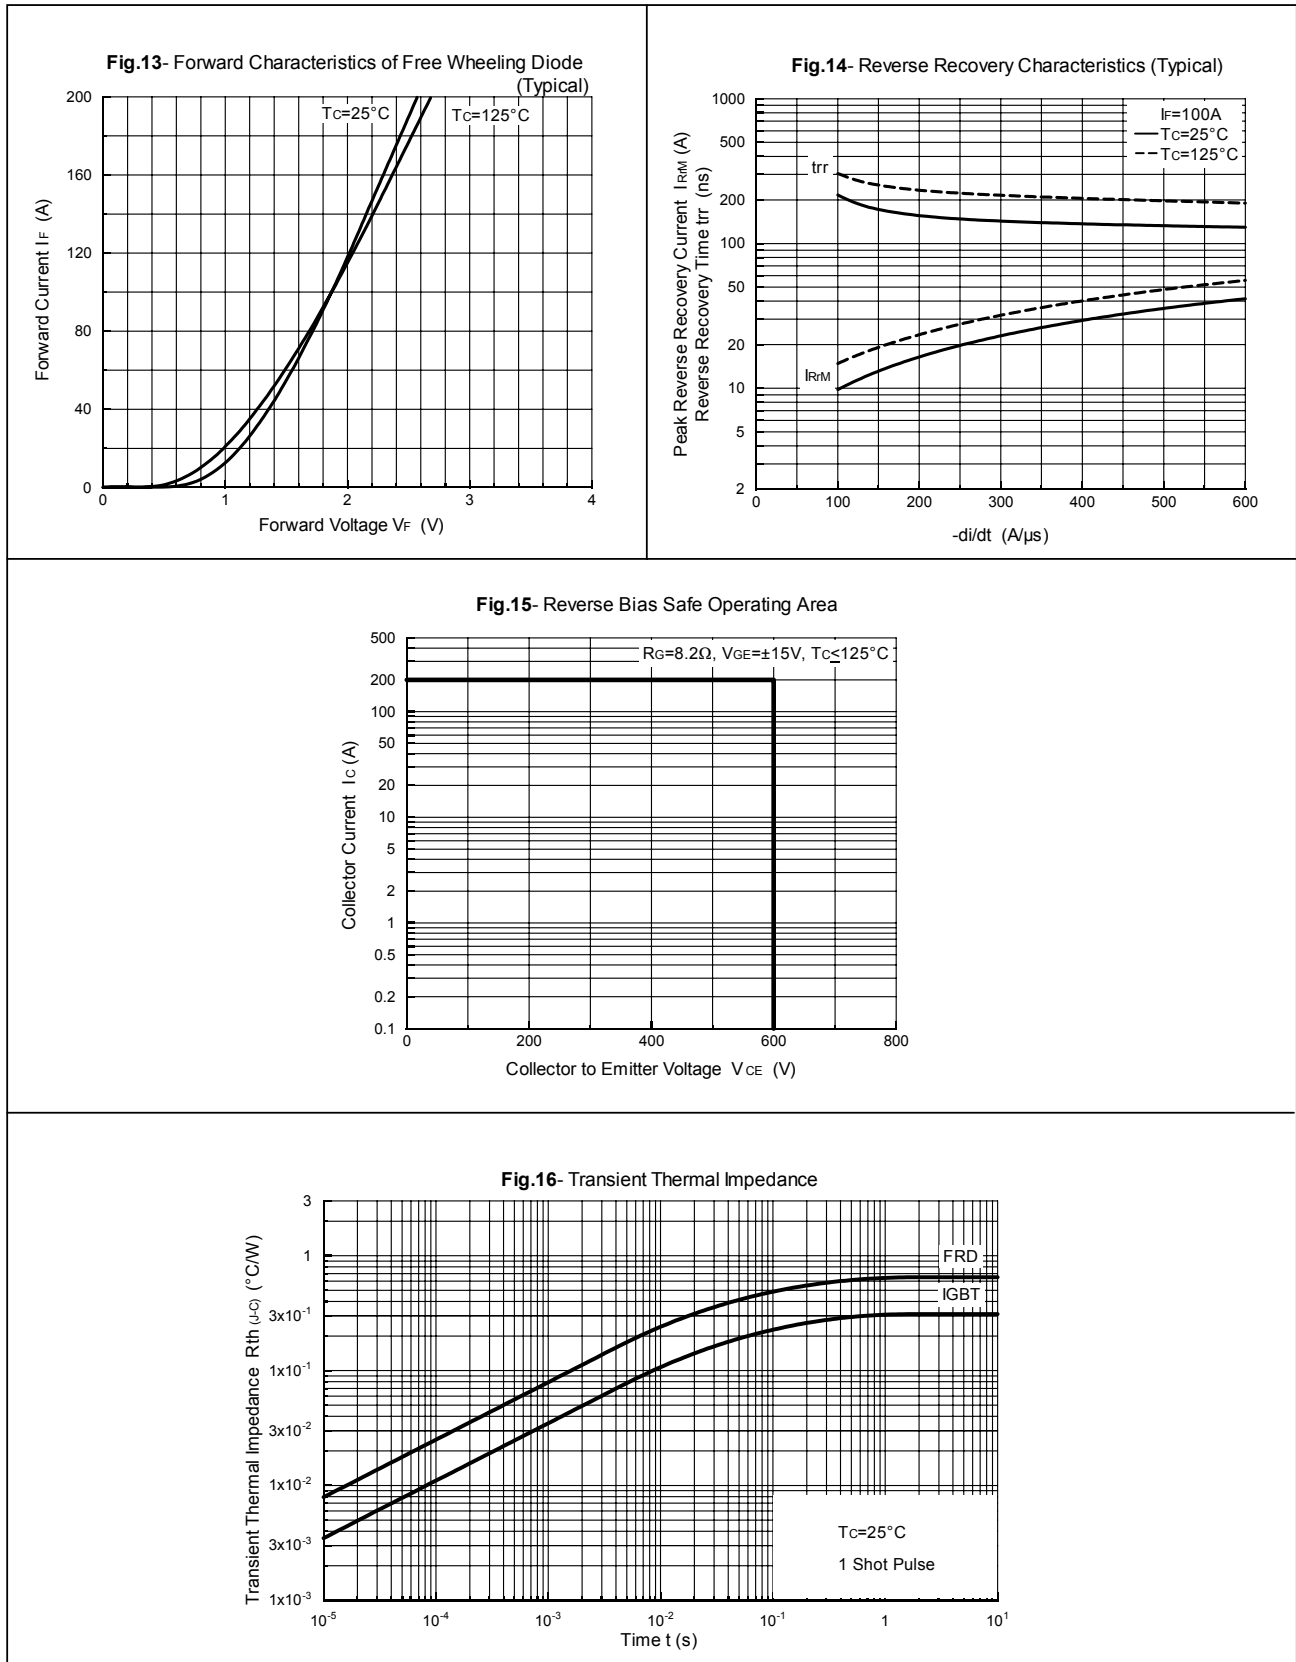 Fig.13- Forward Characteristics of Free Wheeling Diode
(Typical)
200
160
120
80
40
0
Forward Current IF (A)
TC=25°C
TC=125°C
0 1 2 3 4
Forward Voltage VF (V)
Fig.14- Reverse Recovery Characteristics (Typical)
Peak Reverse Recovery Current IRrM (A)
Reverse Recovery Time trr (ns)
1000
500
200
100
50
20
10
5
2
IF=100A
TC=25°C
TC=125°C
trr
IRrM
0 100 200 300 400 500 600
-di/dt (A/µs)
Fig.15- Reverse Bias Safe Operating Area
500
200
100
50
20
10
5
2
1
0.5
0.2
0.1
Collector Current IC (A)
RG=8.2Ω, VGE=±15V, TC≤125°C
0 200 400 600 800
Collector to Emitter Voltage VCE (V)
Fig.16- Transient Thermal Impedance
Transient Thermal Impedance Rth (J-C) (°C/W)
3
1
3x10⁻¹
1x10⁻¹
3x10⁻²
1x10⁻²
3x10⁻³
1x10⁻³
FRD
IGBT
TC=25°C
1 Shot Pulse
10⁻⁵ 10⁻⁴ 10⁻³ 10⁻² 10⁻¹ 1 10¹
Time t (s)